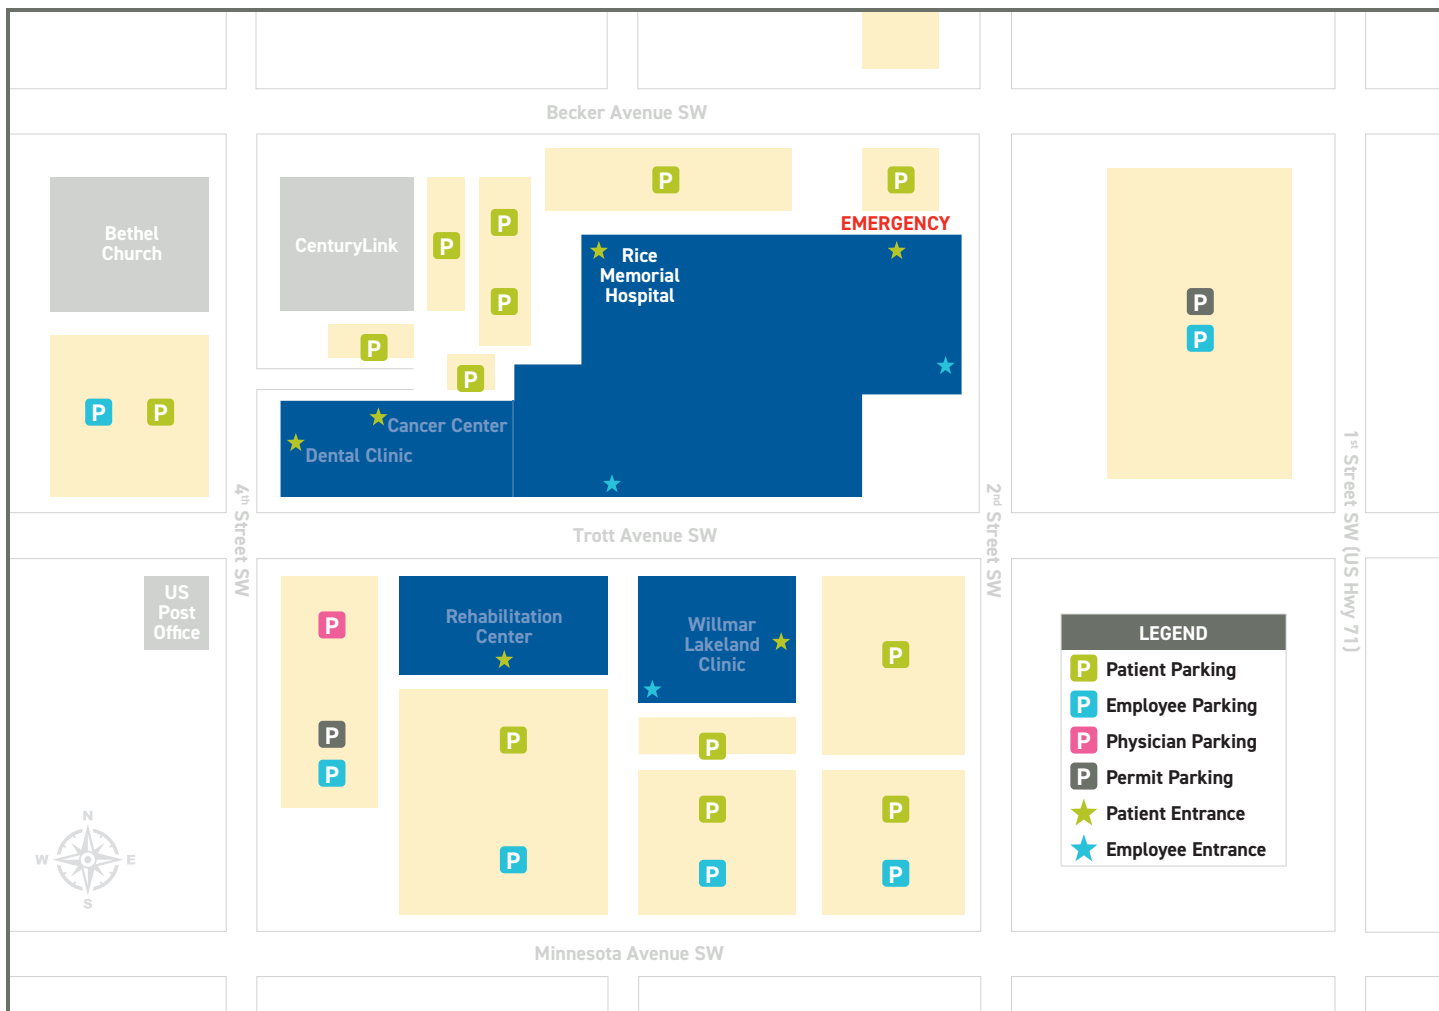 Becker Avenue SW
Bethel
Church
CenturyLink
P
P
P
P
P
P
P
EMERGENCY
Rice
Memorial
Hospital
P
P
P
P
Cancer Center
Dental Clinic
4th Street SW
Trott Avenue SW
2nd Street SW
1st Street SW (US Hwy 71)
US
Post
Office
P
P
P
Rehabilitation
Center
P
P
Willmar
Lakeland
Clinic
P
P
P
P
P
P
LEGEND
P Patient Parking
P Employee Parking
P Physician Parking
P Permit Parking
Patient Entrance
Employee Entrance
N
W E
S
Minnesota Avenue SW